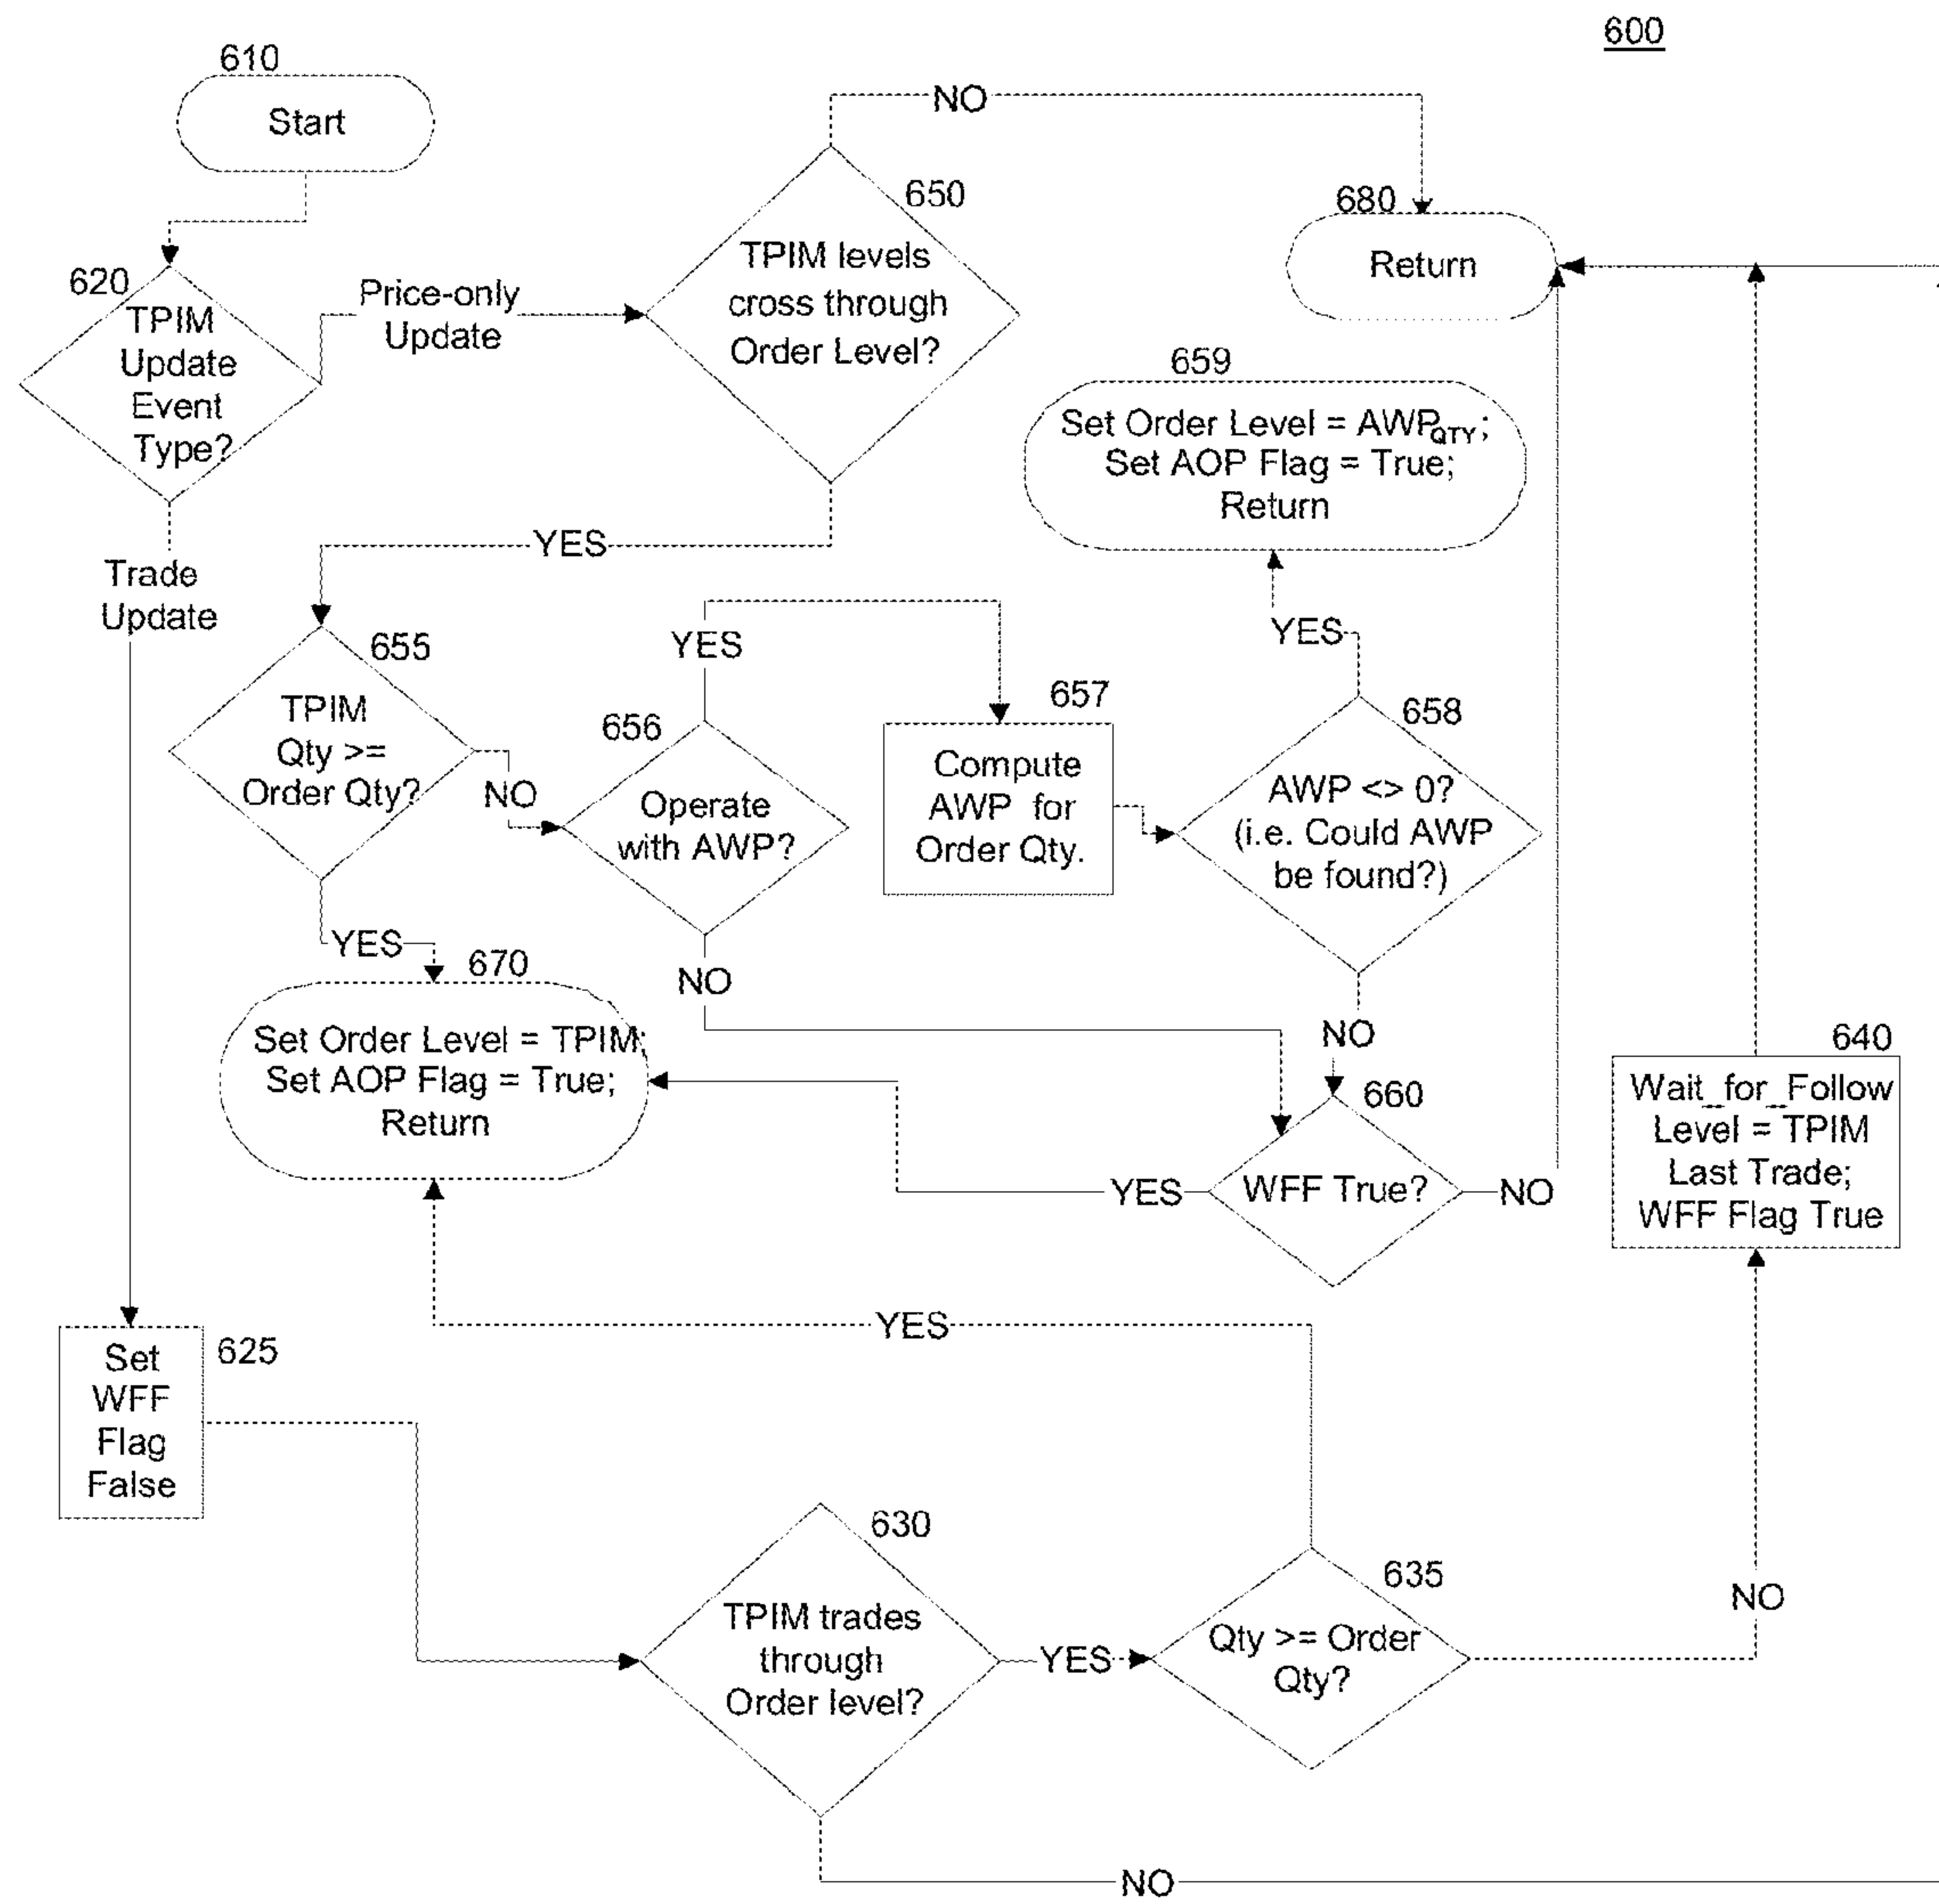 600
610
Start
NO
650
TPIM levels
cross through
Order Level?
680
Return
620
TPIM
Update
Event
Type?
Price-only
Update
659
Set Order Level = AWPQTY;
Set AOP Flag = True;
Return
YES
Trade
Update
655
TPIM
Qty >=
Order Qty?
NO
YES
656
Operate
with AWP?
657
Compute
AWP for
Order Qty.
YES
658
AWP <> 0?
(i.e. Could AWP
be found?)
YES
670
Set Order Level = TPIM;
Set AOP Flag = True;
Return
NO
NO
660
WFF True?
YES
NO
640
Wait_for_Follow
Level = TPIM
Last Trade;
WFF Flag True
YES
625
Set
WFF
Flag
False
630
TPIM trades
through
Order level?
YES
635
Qty >= Order
Qty?
NO
NO